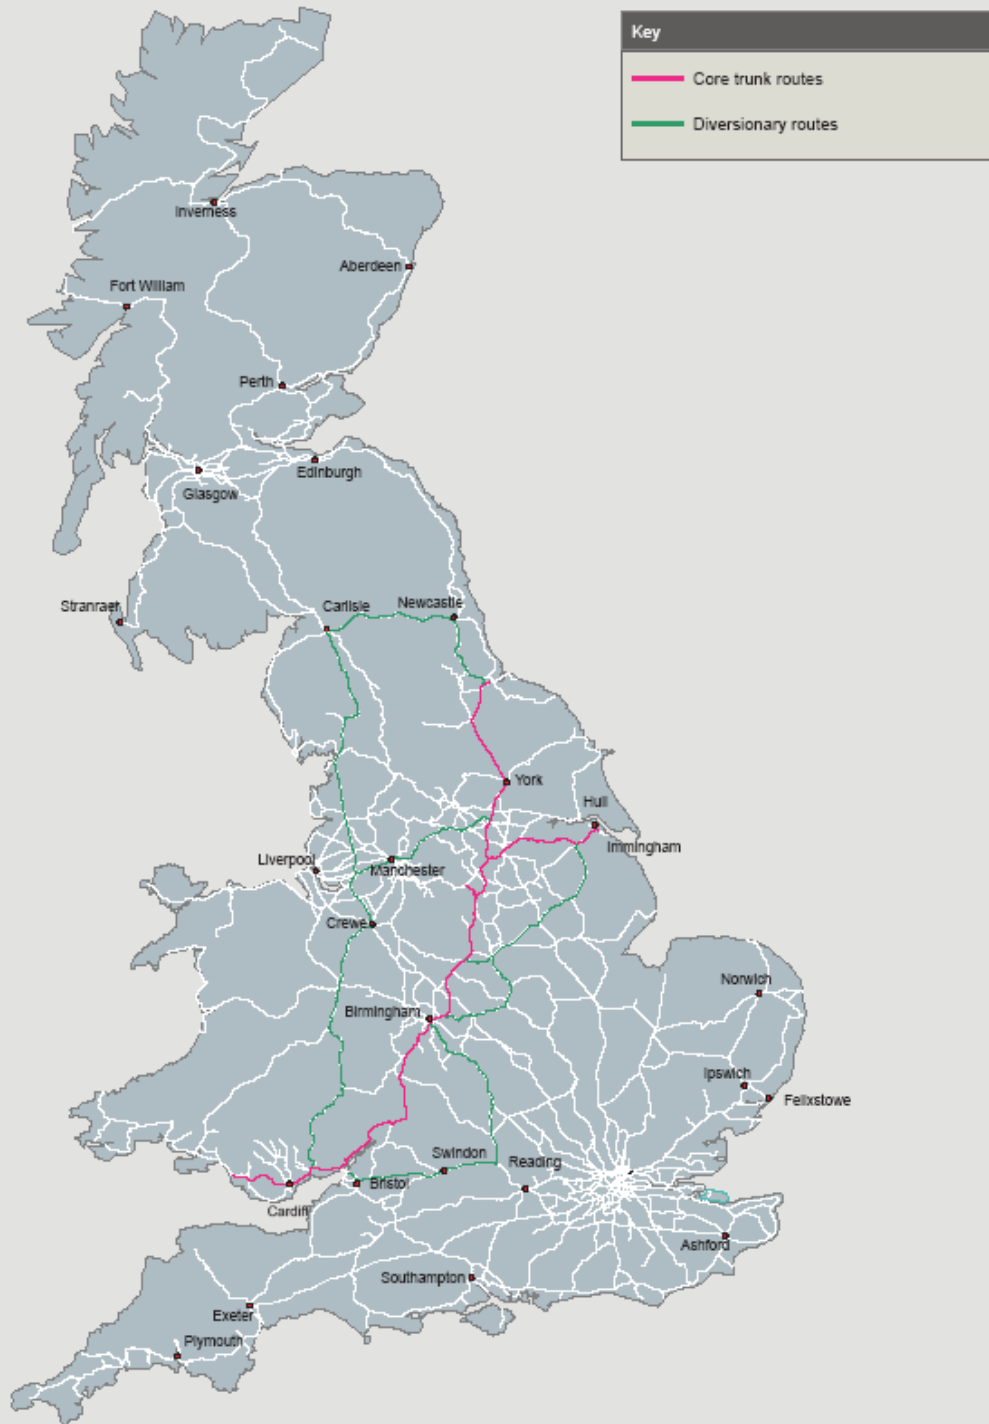 Key
Core trunk routes
Diversionary routes
Inverness
Aberdeen
Fort William
Perth
Edinburgh
Glasgow
Stranraer
Carlisle
Newcastle
York
Hull
Immingham
Liverpool
Manchester
Crewe
Norwich
Birmingham
Ipswich
Felixstowe
Swindon
Reading
Bristol
Cardiff
Ashford
Southampton
Exeter
Plymouth